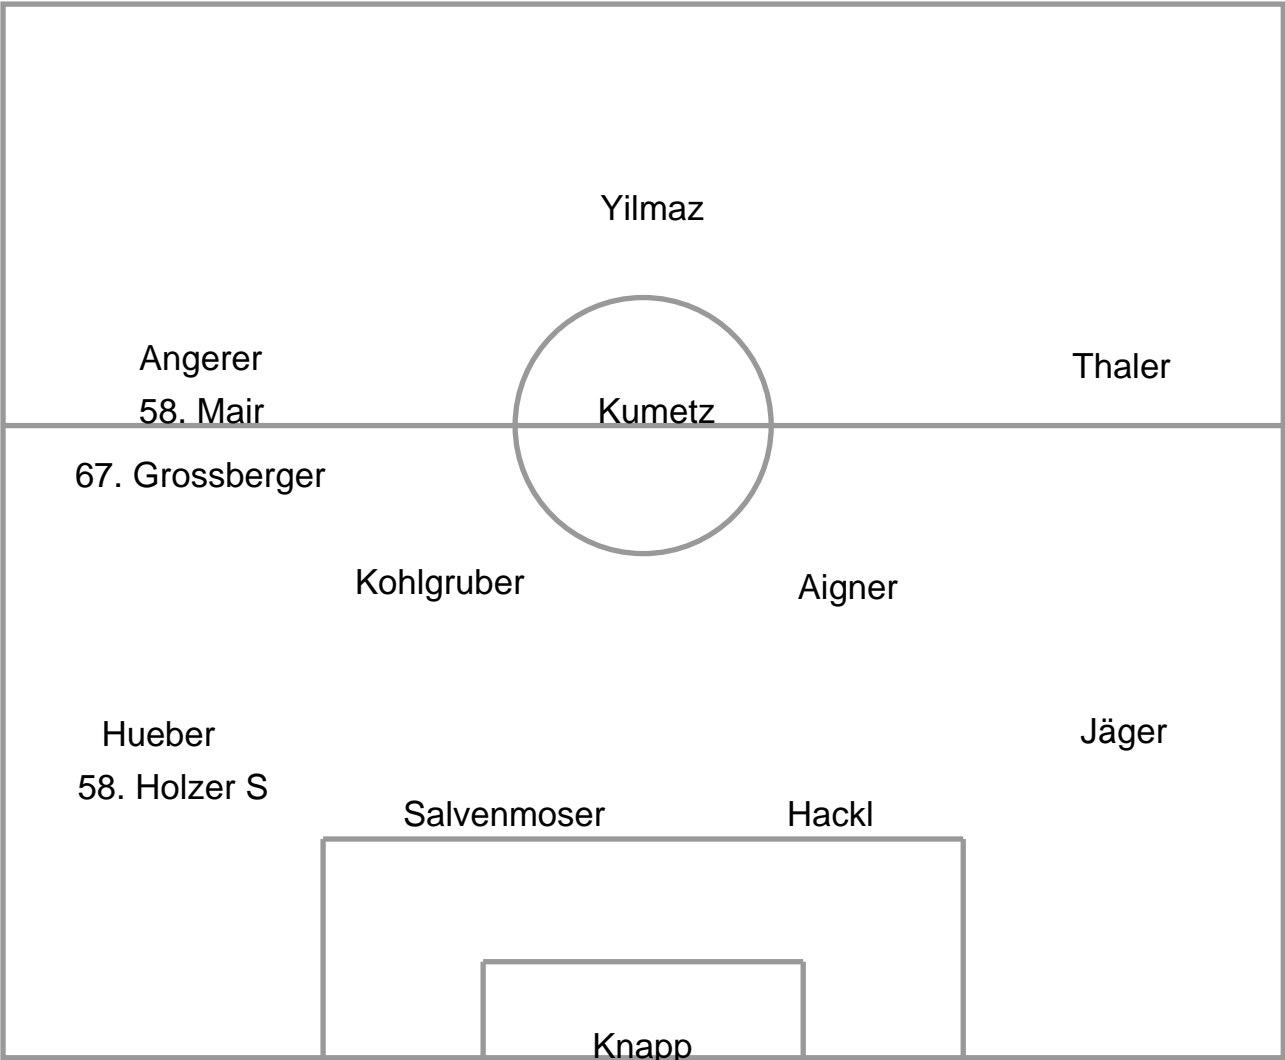 Yilmaz
Angerer
Thaler
58. Mair
Kumetz
67. Grossberger
Kohlgruber
Aigner
Hueber
Jäger
58. Holzer S
Salvenmoser
Hackl
Knapp